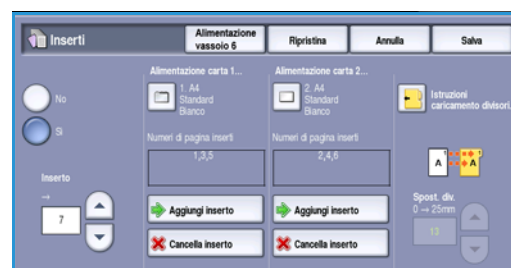 Inserti
Alimentazione
vassoio 6
Ripristina
Annulla
Salva
No
Sì
Inserto
→
7
Alimentazione carta 1...
1. A4
Standard
Bianco
Numeri di pagina inserti
1,3,5
Aggiungi inserto
Cancella inserto
Alimentazione carta 2...
2. A4
Standard
Bianco
Numeri di pagina inserti
2,4,6
Aggiungi inserto
Cancella inserto
Istruzioni
caricamento divisori.
A A
Spost. div.
0 → 25mm
13